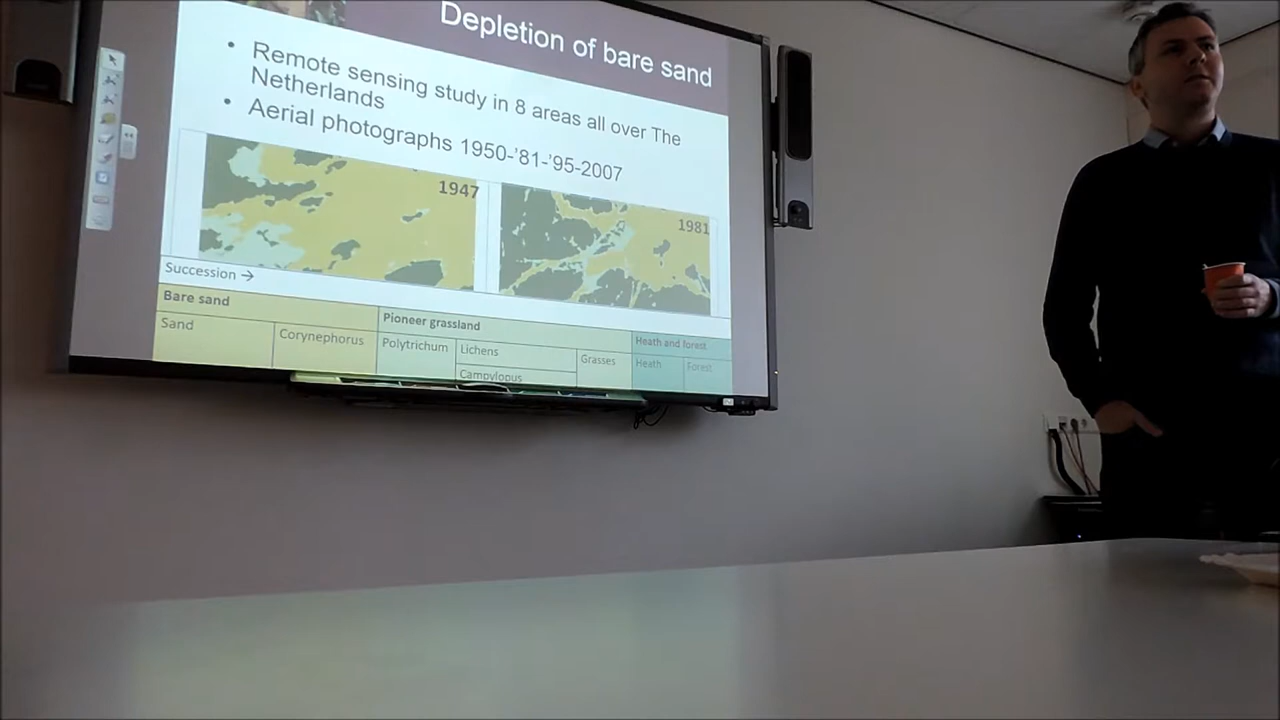 Depletion of bare sand
• Remote sensing study in 8 areas all over The
Netherlands
• Aerial photographs 1950-'81-'95-2007
1947
1981
Succession →
Bare sand
Pioneer grassland
Heath and forest
Sand
Corynephorus
Polytrichum
Lichens
Campylopus
Grasses
Heath
Forest